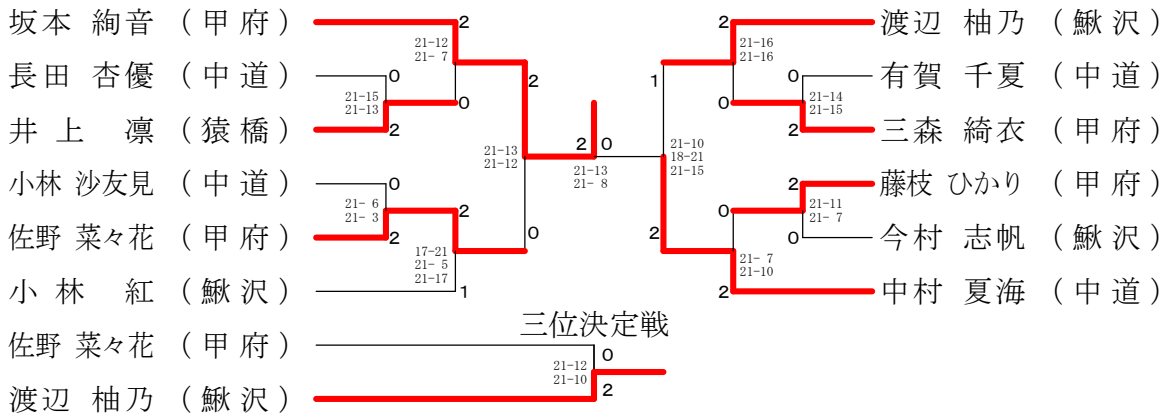 坂本 絢音 (甲府) 2 2 渡辺 柚乃 (鰍沢)
21-12 21-16
21- 7 21-16
長田 杏優 (中道) 0 2 1 0 有賀 千夏 (中道)
21-15 0 0 21-14
21-13 21-15
井上 凛 (猿橋) 2 2 三森 綺衣 (甲府)
21-13 2 0 21-10
21-12 21-13 18-21
21- 8 21-15
小林 沙友見 (中道) 0 2 藤枝 ひかり (甲府)
21- 6 2 0 21-11
21- 3 21- 7
佐野 菜々花 (甲府) 2 0 2 0 今村 志帆 (鰍沢)
17-21 21- 7
21- 5 21-10
21-17
小林 紅 (鰍沢) 1 2 中村 夏海 (中道)
三位決定戦
佐野 菜々花 (甲府) 0
21-12
21-10
渡辺 柚乃 (鰍沢) 2